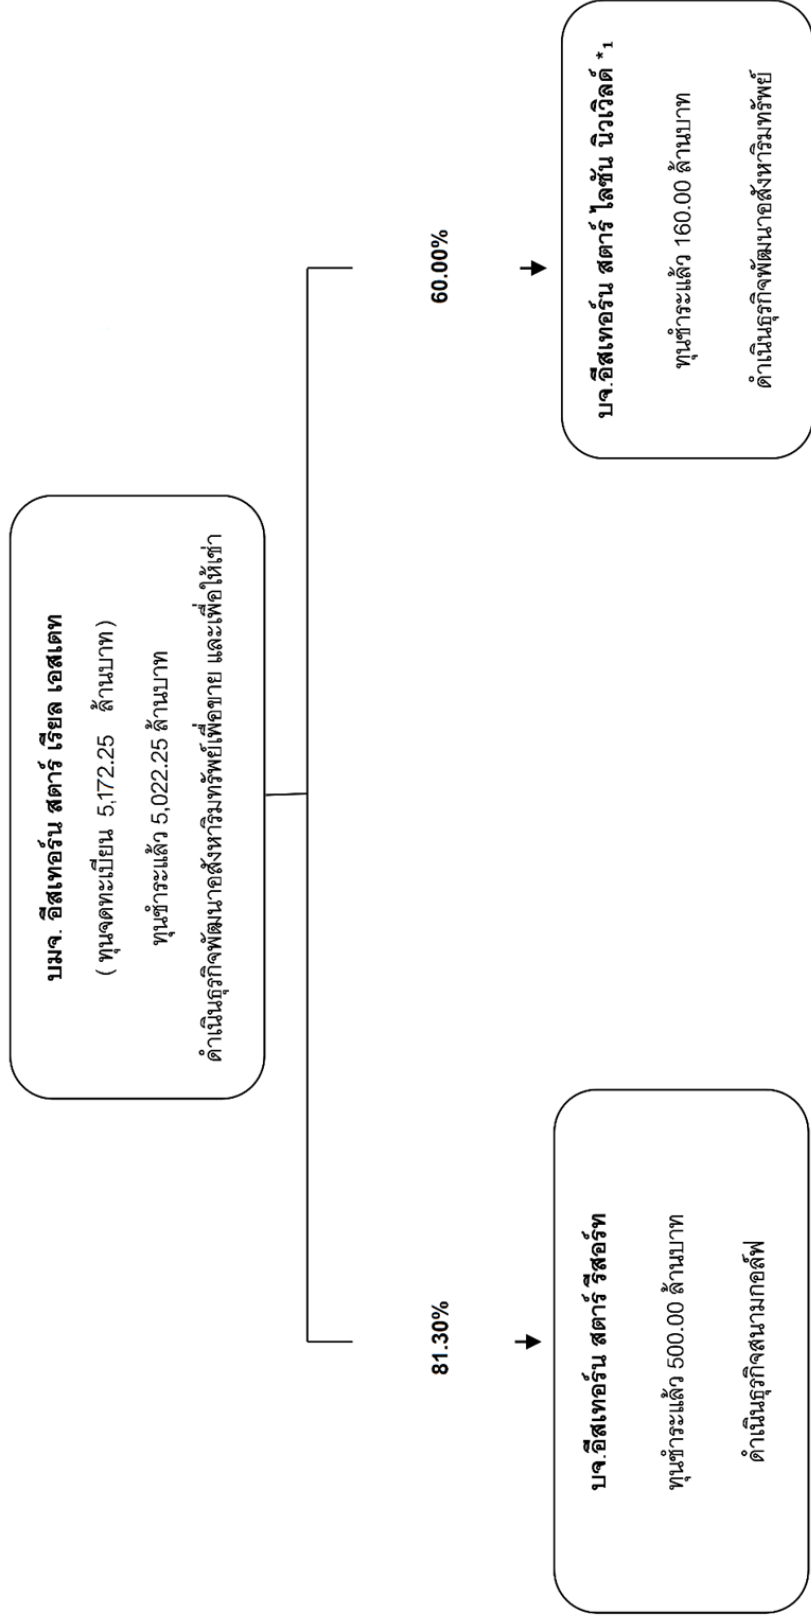 บมจ. อีสเทอร์น สตาร์ เรียล เอสเตท
( ทุนจดทะเบียน 5,172.25 ล้านบาท)
ทุนชำระแล้ว 5,022.25 ล้านบาท
ดำเนินธุรกิจพัฒนาอสังหาริมทรัพย์เพื่อขาย และเพื่อให้เช่า
81.30%
60.00%
บจ.อีสเทอร์น สตาร์ รีสอร์ท
ทุนชำระแล้ว 500.00 ล้านบาท
ดำเนินธุรกิจสนามกอล์ฟ
บจ.อีสเทอร์น สตาร์ ไลซัน นิวเวิลด์ *1
ทุนชำระแล้ว 160.00 ล้านบาท
ดำเนินธุรกิจพัฒนาอสังหาริมทรัพย์